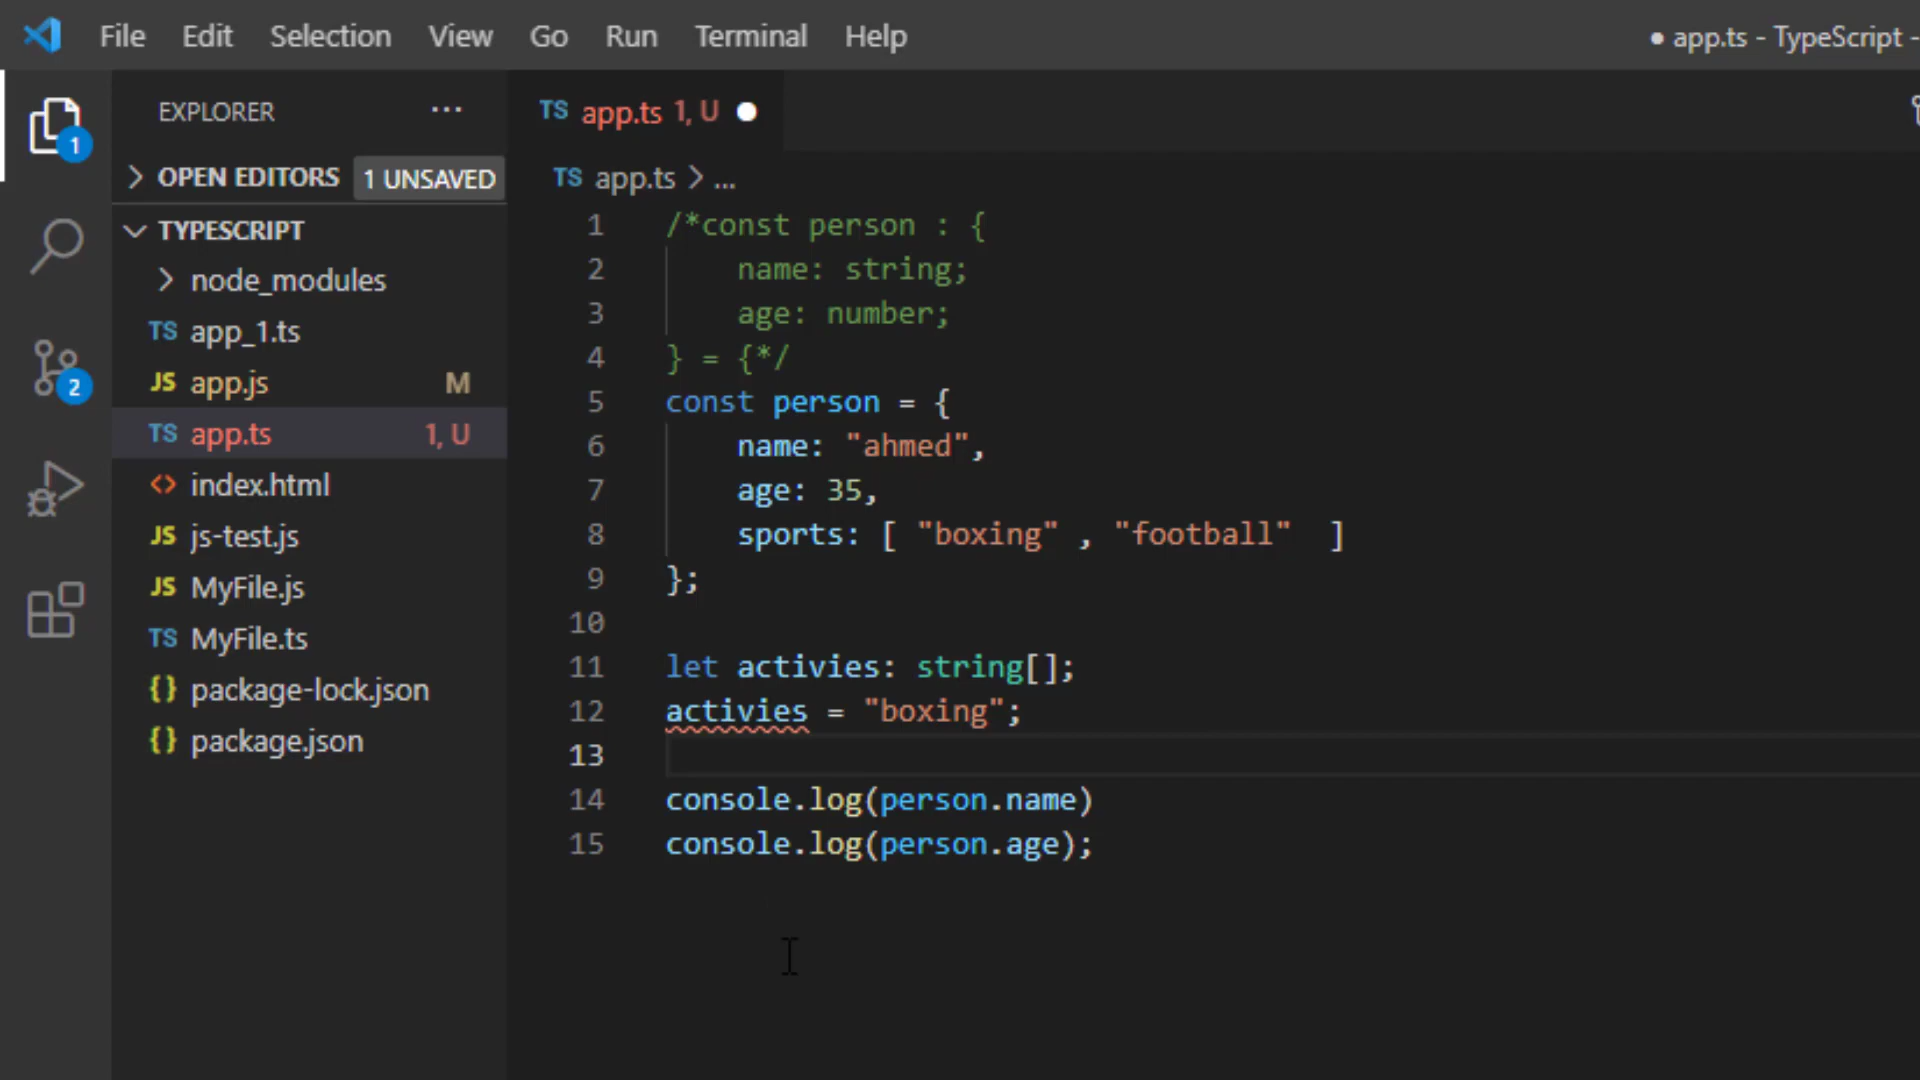 File Edit Selection View Go Run Terminal Help
● app.ts - TypeScript -
EXPLORER ...
OPEN EDITORS 1 UNSAVED
TYPESCRIPT
node_modules
TS app_1.ts
JS app.js M
TS app.ts 1, U
<> index.html
JS js-test.js
JS MyFile.js
TS MyFile.ts
{} package-lock.json
{} package.json
1
2
TS app.ts 1, U ●
TS app.ts > ...
1 /*const person : {
2 name: string;
3 age: number;
4 } = {*/
5 const person = {
6 name: "ahmed",
7 age: 35,
8 sports: [ "boxing" , "football"  ]
9 };
10
11 let activies: string[];
12 activies = "boxing";
13
14 console.log(person.name)
15 console.log(person.age);